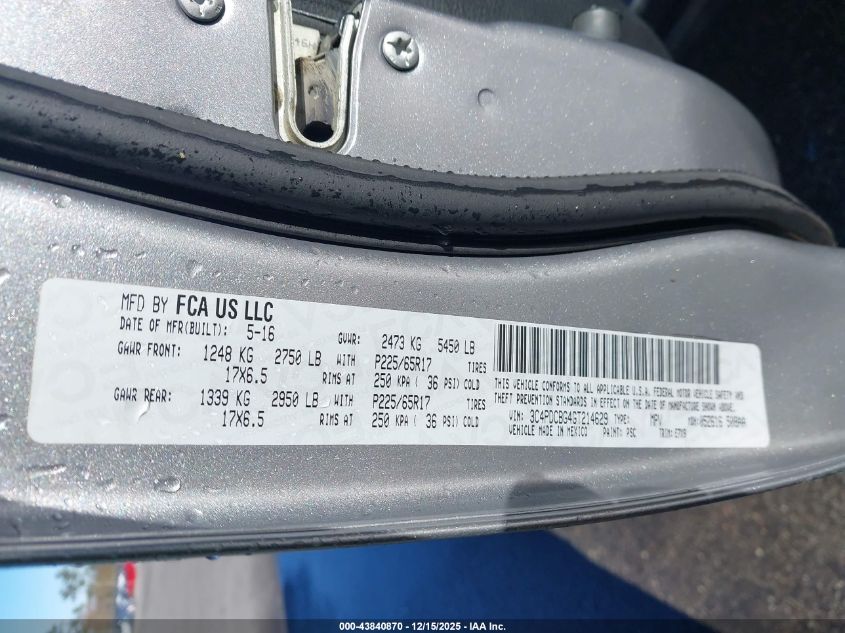 MFD BY FCA US LLC
DATE OF MFR(BUILT): 5-16 GVWR: 2473 KG 5450 LB
GAWR FRONT: 1248 KG 2750 LB WITH P225/65R17 TIRES
17X6.5 RIMS AT 250 KPA ( 36 PSI) COLD
GAWR REAR: 1339 KG 2950 LB WITH P225/65R17 TIRES
17X6.5 RIMS AT 250 KPA ( 36 PSI) COLD
THIS VEHICLE CONFORMS TO ALL APPLICABLE U.S.A. FEDERAL MOTOR VEHICLE SAFETY AND
THEFT PREVENTION STANDARDS IN EFFECT ON THE DATE OF MANUFACTURE SHOWN ABOVE.
VIN: 3C4PDCBG4GT214629 TYPE: MPV MDH:
VEHICLE MADE IN MEXICO PAINT: PSC TRIM:
000-43840870 - 12/15/2025 - IAA Inc.